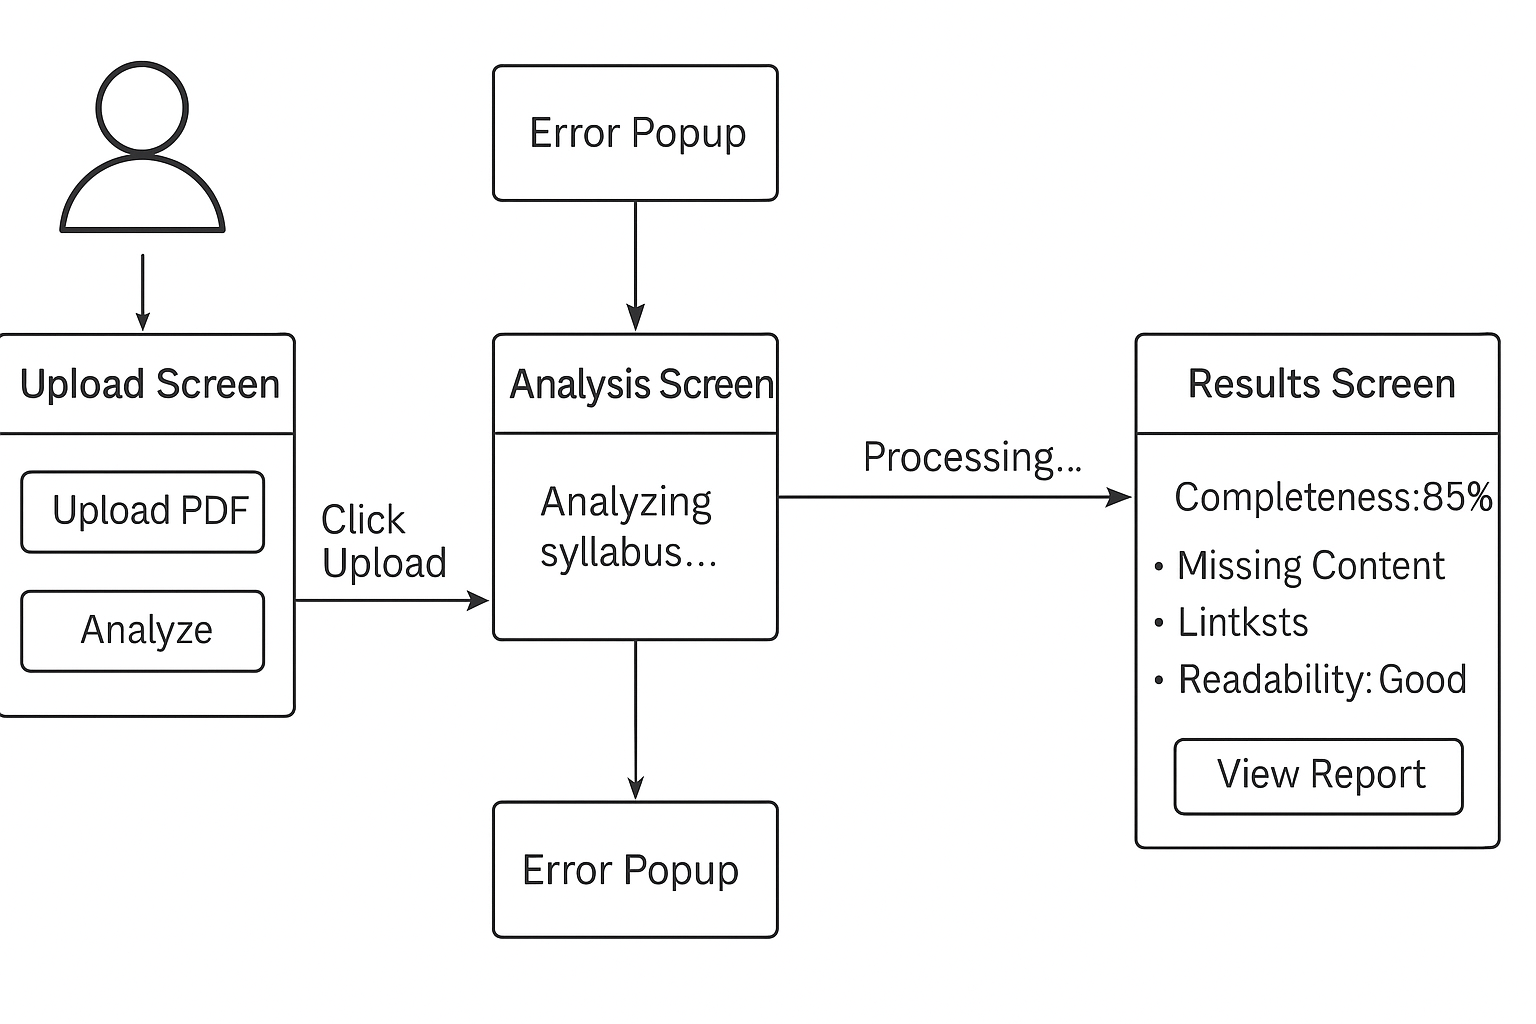 Error Popup
Upload Screen
Upload PDF
Analyze
Click
Upload
Analysis Screen
Analyzing
syllabus...
Processing...
Results Screen
Completeness:85%
• Missing Content
• Lintksts
• Readability: Good
View Report
Error Popup